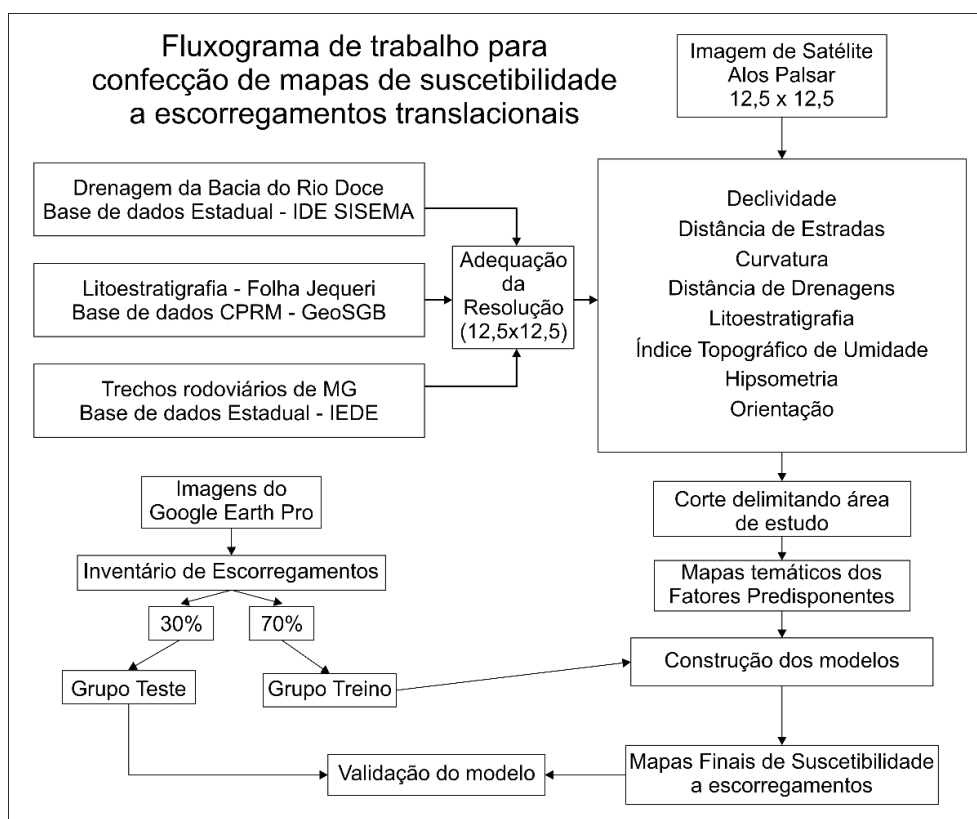 Fluxograma de trabalho para
confecção de mapas de suscetibilidade
a escorregamentos translacionais
Imagem de Satélite
Alos Palsar
12,5 x 12,5
Drenagem da Bacia do Rio Doce
Base de dados Estadual - IDE SISEMA
Litoestratigrafia - Folha Jequeri
Base de dados CPRM - GeoSGB
Trechos rodoviários de MG
Base de dados Estadual - IEDE
Adequação
da
Resolução
(12,5x12,5)
Declividade
Distância de Estradas
Curvatura
Distância de Drenagens
Litoestratigrafia
Índice Topográfico de Umidade
Hipsometria
Orientação
Corte delimitando área
de estudo
Mapas temáticos dos
Fatores Predisponentes
Imagens do
Google Earth Pro
Inventário de Escorregamentos
30%
70%
Grupo Teste
Grupo Treino
Construção dos modelos
Validação do modelo
Mapas Finais de Suscetibilidade
a escorregamentos